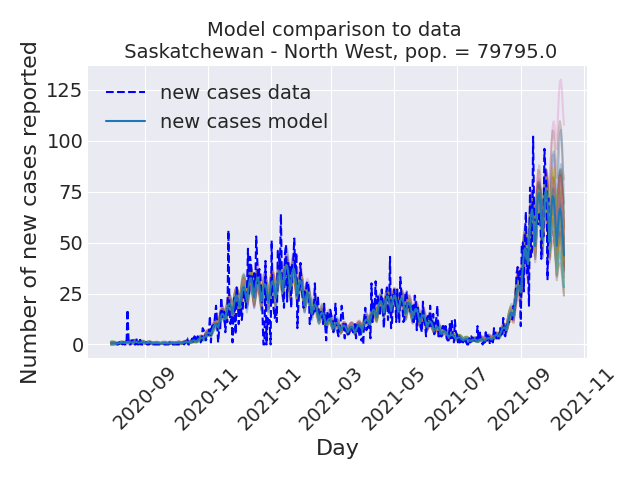 Model comparison to data
Saskatchewan - North West, pop. = 79795.0
Number of new cases reported
125
100
75
50
25
0
new cases data
new cases model
2020-09
2020-11
2021-01
2021-03
2021-05
2021-07
2021-09
2021-11
Day